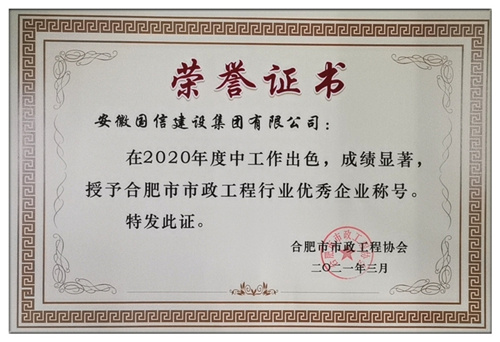 荣誉证书
安徽国信建设集团有限公司：
在2020年度中工作出色，成绩显著，
授予合肥市市政工程行业优秀企业称号。
特发此证。
合肥市市政工程协会
二〇二一年三月